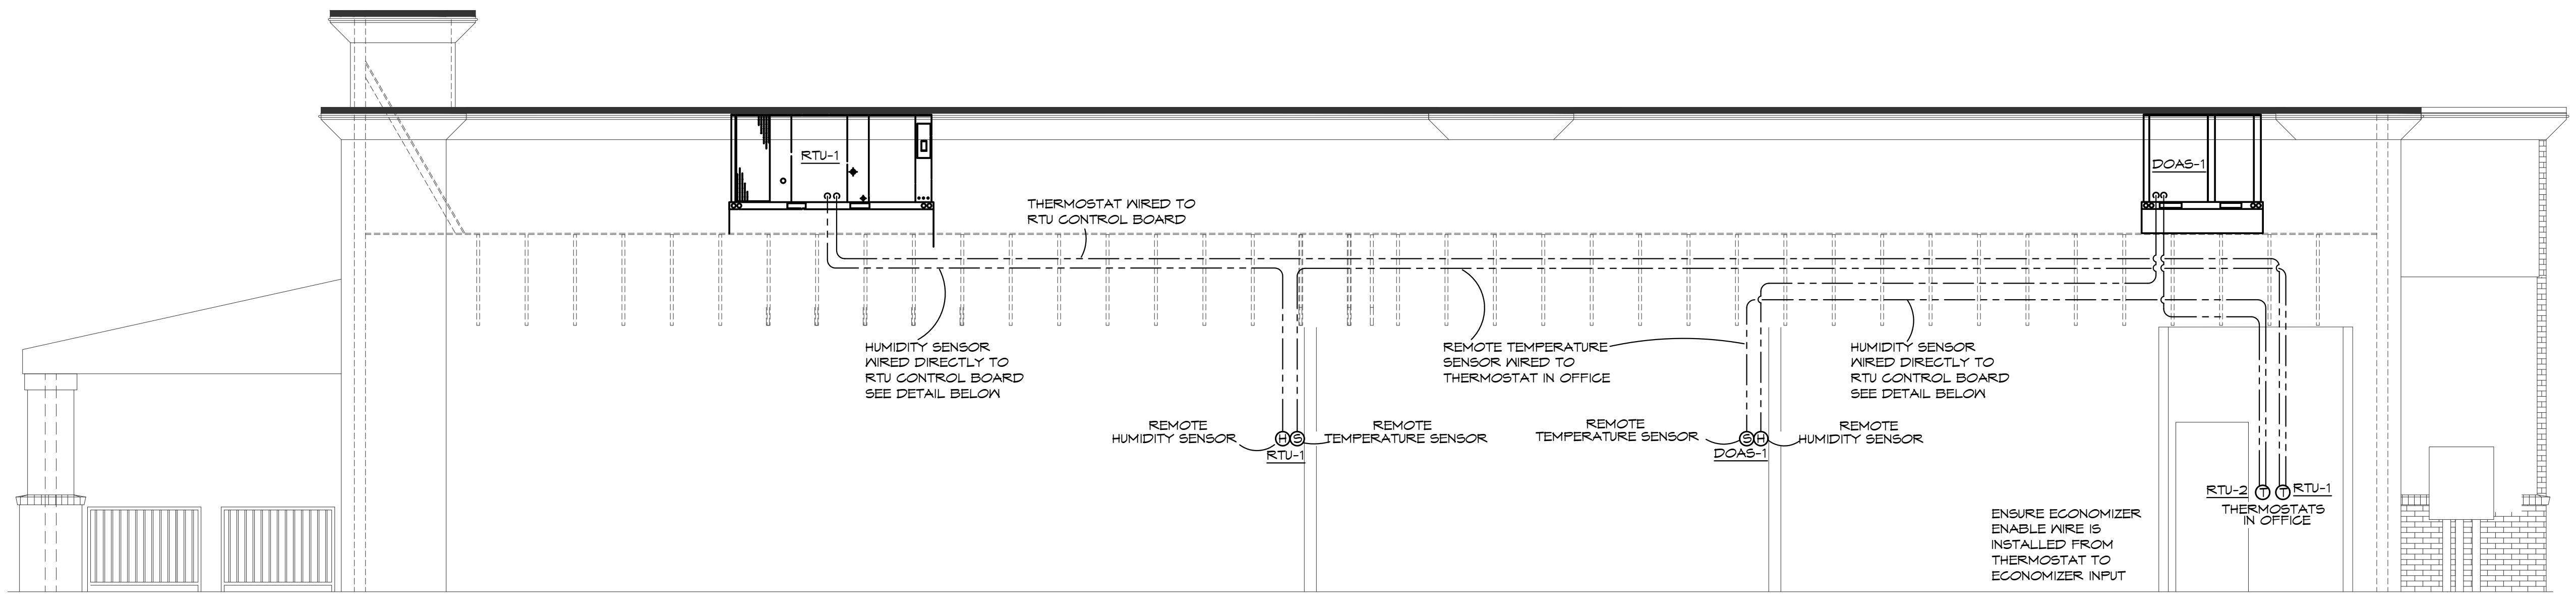 RTU-1
DOAS-1
THERMOSTAT WIRED TO
RTU CONTROL BOARD
HUMIDITY SENSOR
WIRED DIRECTLY TO
RTU CONTROL BOARD
SEE DETAIL BELOW
REMOTE TEMPERATURE
SENSOR WIRED TO
THERMOSTAT IN OFFICE
HUMIDITY SENSOR
WIRED DIRECTLY TO
RTU CONTROL BOARD
SEE DETAIL BELOW
REMOTE
HUMIDITY SENSOR
H S
RTU-1
REMOTE
TEMPERATURE SENSOR
REMOTE
TEMPERATURE SENSOR
S H
DOAS-1
REMOTE
HUMIDITY SENSOR
RTU-2 T T RTU-1
THERMOSTATS
IN OFFICE
ENSURE ECONOMIZER
ENABLE WIRE IS
INSTALLED FROM
THERMOSTAT TO
ECONOMIZER INPUT